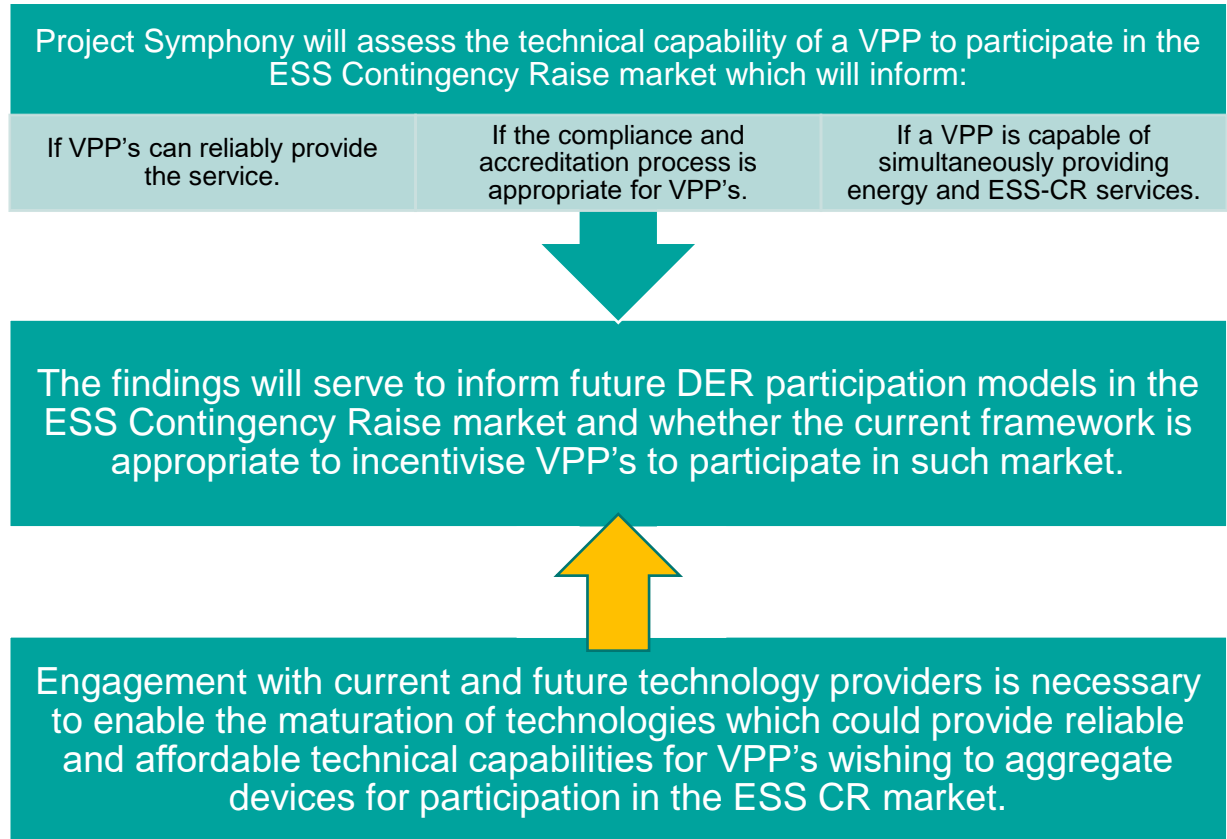 Project Symphony will assess the technical capability of a VPP to participate in the
ESS Contingency Raise market which will inform:
If VPP's can reliably provide
the service.
If the compliance and
accreditation process is
appropriate for VPP's.
If a VPP is capable of
simultaneously providing
energy and ESS-CR services.
The findings will serve to inform future DER participation models in the
ESS Contingency Raise market and whether the current framework is
appropriate to incentivise VPP's to participate in such market.
Engagement with current and future technology providers is necessary
to enable the maturation of technologies which could provide reliable
and affordable technical capabilities for VPP's wishing to aggregate
devices for participation in the ESS CR market.